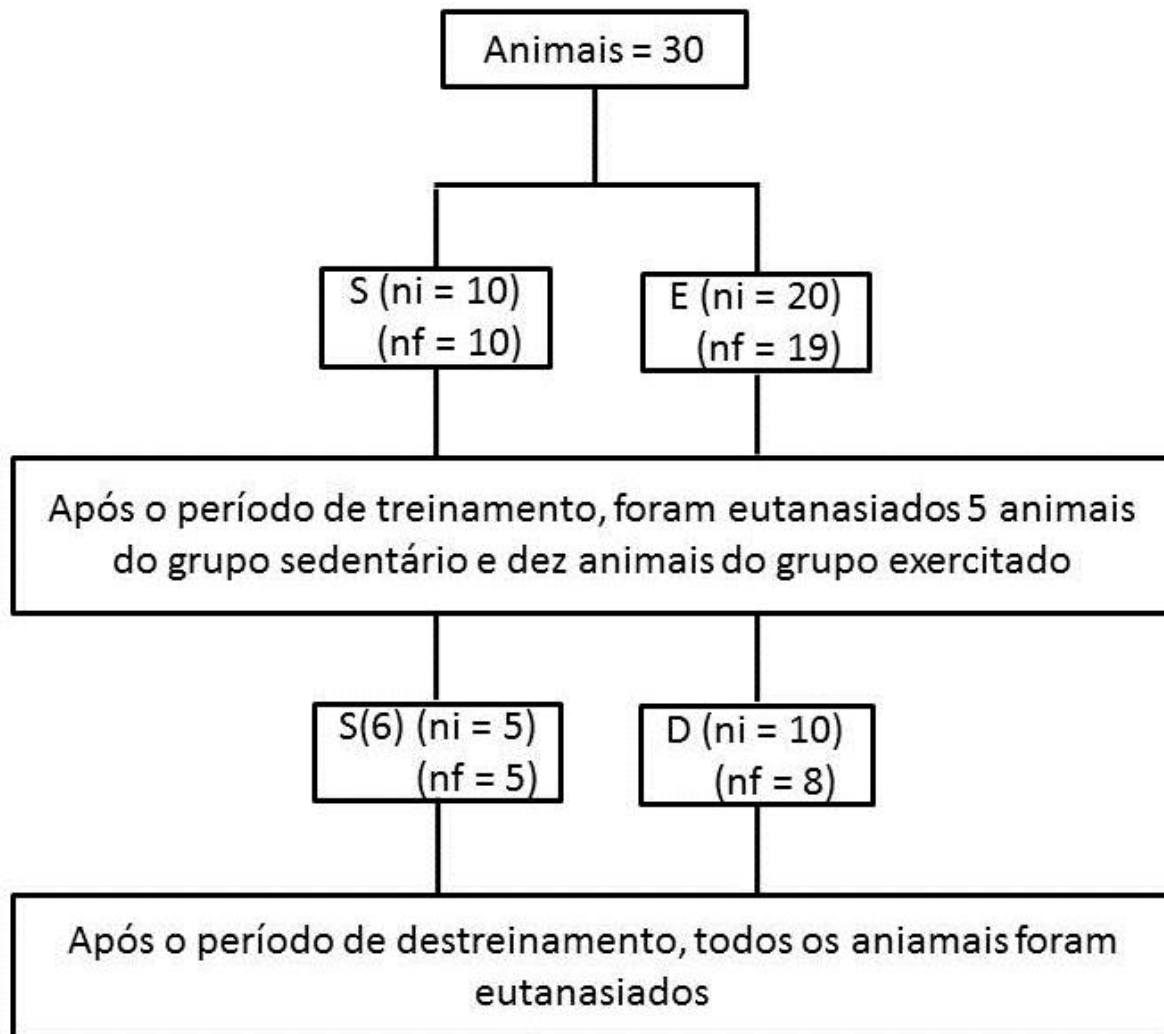 Animais = 30
S (ni = 10)
(nf = 10)
E (ni = 20)
(nf = 19)
Após o período de treinamento, foram eutanasiados 5 animais
do grupo sedentário e dez animais do grupo exercitado
S(6) (ni = 5)
(nf = 5)
D (ni = 10)
(nf = 8)
Após o período de destreinamento, todos os aniamais foram
eutanasiados